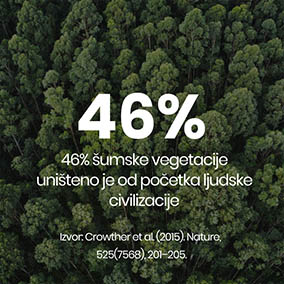 46%
46% šumske vegetacije
uništeno je od početka ljudske
civilizacije
Izvor: Crowther et al. (2015). Nature,
525(7568), 201–205.